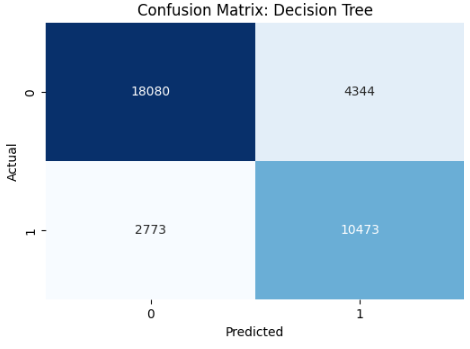 Confusion Matrix: Decision Tree
Actual
0
18080
4344
1
2773
10473
0
1
Predicted